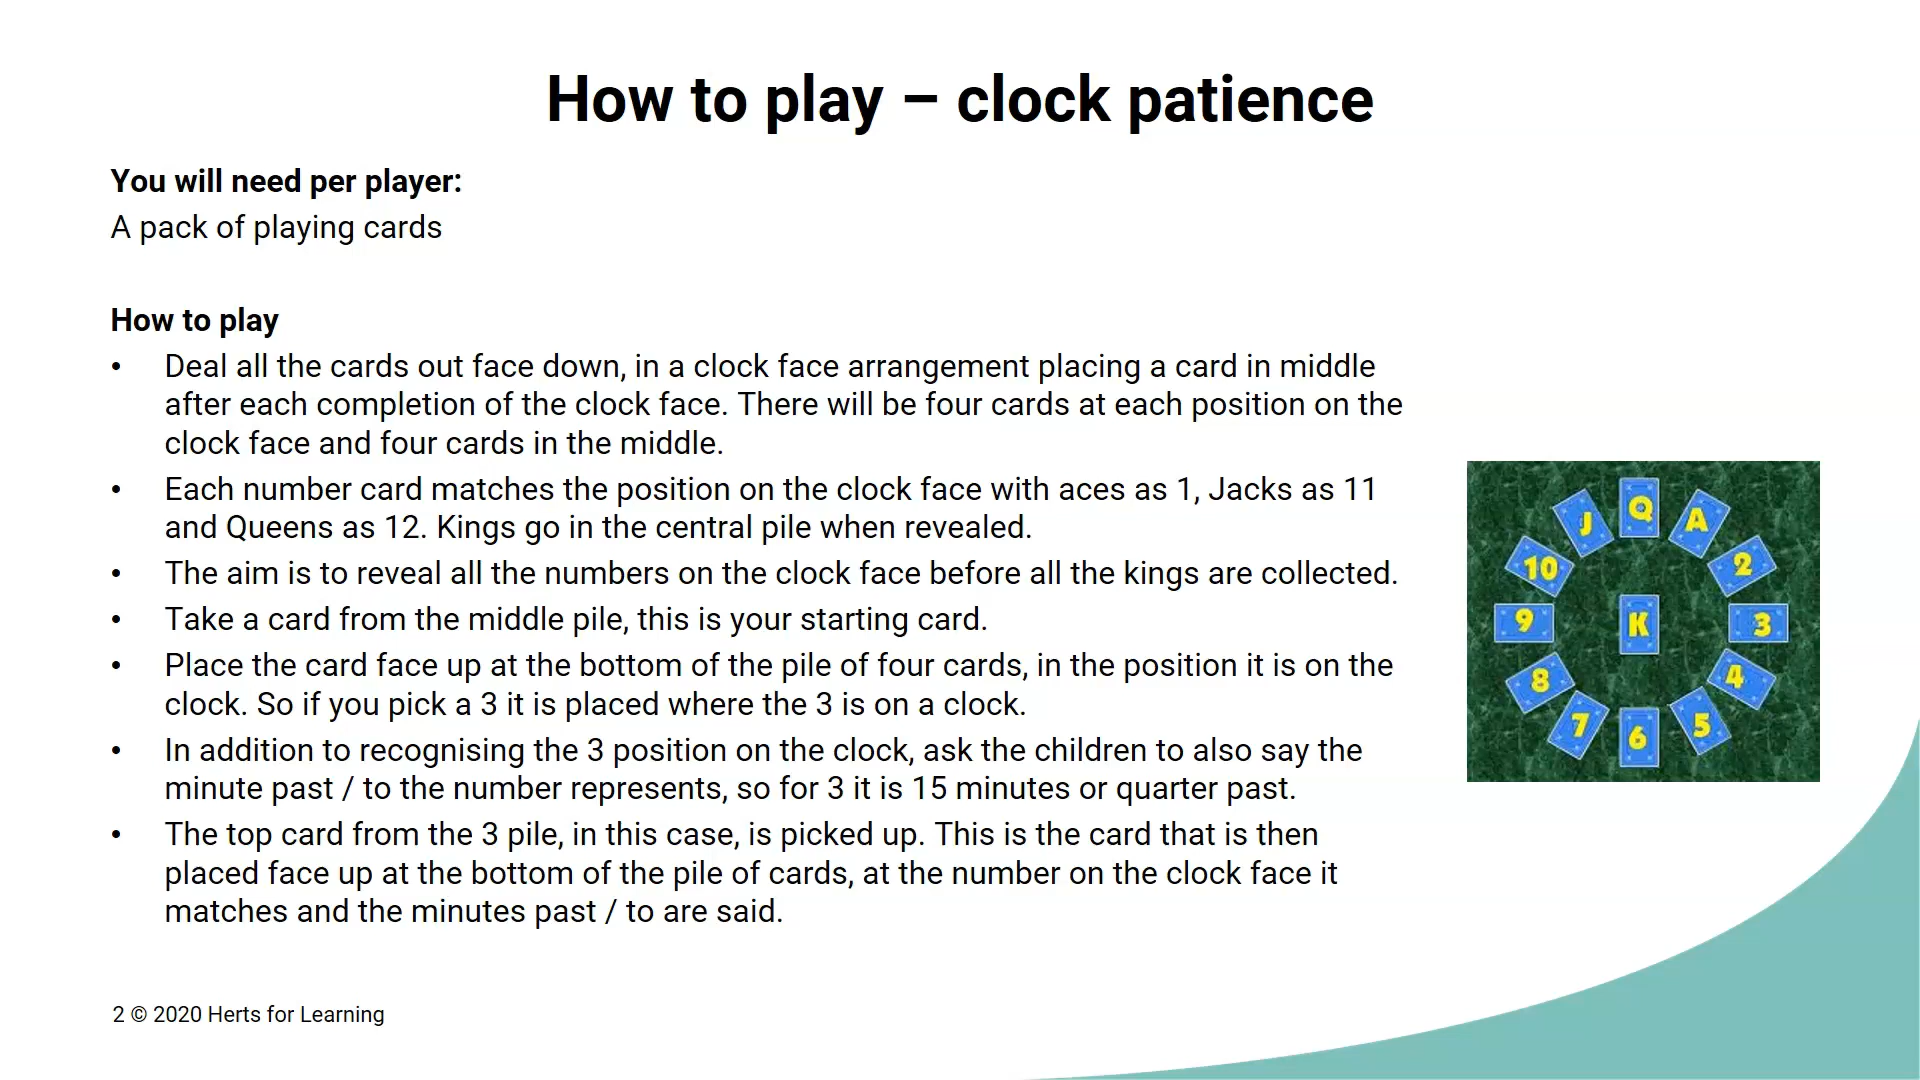 How to play – clock patience
You will need per player:
A pack of playing cards
How to play
• Deal all the cards out face down, in a clock face arrangement placing a card in middle
after each completion of the clock face. There will be four cards at each position on the
clock face and four cards in the middle.
• Each number card matches the position on the clock face with aces as 1, Jacks as 11
and Queens as 12. Kings go in the central pile when revealed.
• The aim is to reveal all the numbers on the clock face before all the kings are collected.
• Take a card from the middle pile, this is your starting card.
• Place the card face up at the bottom of the pile of four cards, in the position it is on the
clock. So if you pick a 3 it is placed where the 3 is on a clock.
• In addition to recognising the 3 position on the clock, ask the children to also say the
minute past / to the number represents, so for 3 it is 15 minutes or quarter past.
• The top card from the 3 pile, in this case, is picked up. This is the card that is then
placed face up at the bottom of the pile of cards, at the number on the clock face it
matches and the minutes past / to are said.
Q
A
2
3
4
5
6
7
8
9
10
J
K
2 © 2020 Herts for Learning